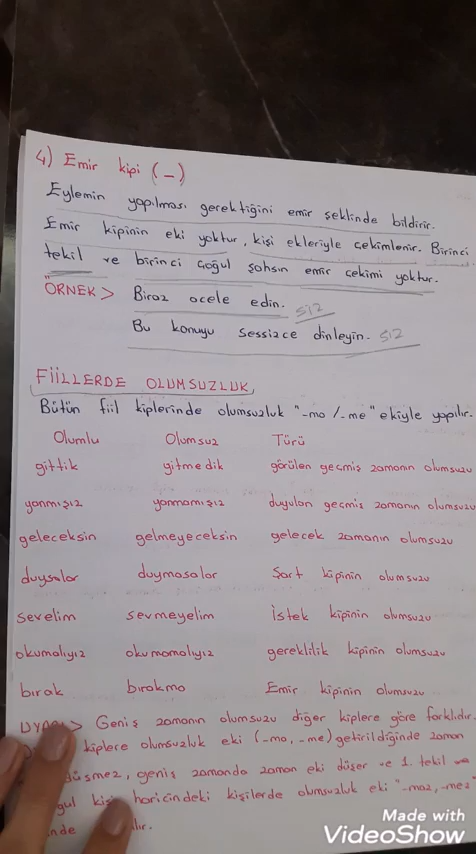 4) Emir kipi (-)
Eylemin yapılması gerektiğini emir şeklinde bildirir.
Emir kipinin eki yoktur, kişi ekleriyle çekimlenir. Birinci
tekil ve birinci çoğul şahsın emir çekimi yoktur.
ÖRNEK > Biraz acele edin. siz
Bu konuyu sessizce dinleyin. siz
FİİLLERDE OLUMSUZLUK
Bütün fiil kiplerinde olumsuzluk "-ma /-me" ekiyle yapılır.
Olumlu Olumsuz Türü
gittik gitmedik görülen geçmiş zamanın olumsuzu
yanmışız yanmamışız duyulan geçmiş zamanın olumsuzu
geleceksin gelmeyeceksin gelecek zamanın olumsuzu
duysalar duymasalar Şart kipinin olumsuzu
sevelim sevmeyelim İstek kipinin olumsuzu
okumalıyız okumamalıyız gereklilik kipinin olumsuzu
bırak bırakma Emir kipinin olumsuzu
UYARI > Geniş zamanın olumsuzu diğer kiplere göre farklıdır.
kiplere olumsuzluk eki (-ma, -me) getirildiğinde zaman
düşmez, geniş zamanda zaman eki düşer ve 1. tekil ve
haricindeki kişilerde olumsuzluk eki "-maz, -mez"
Made with
VideoShow